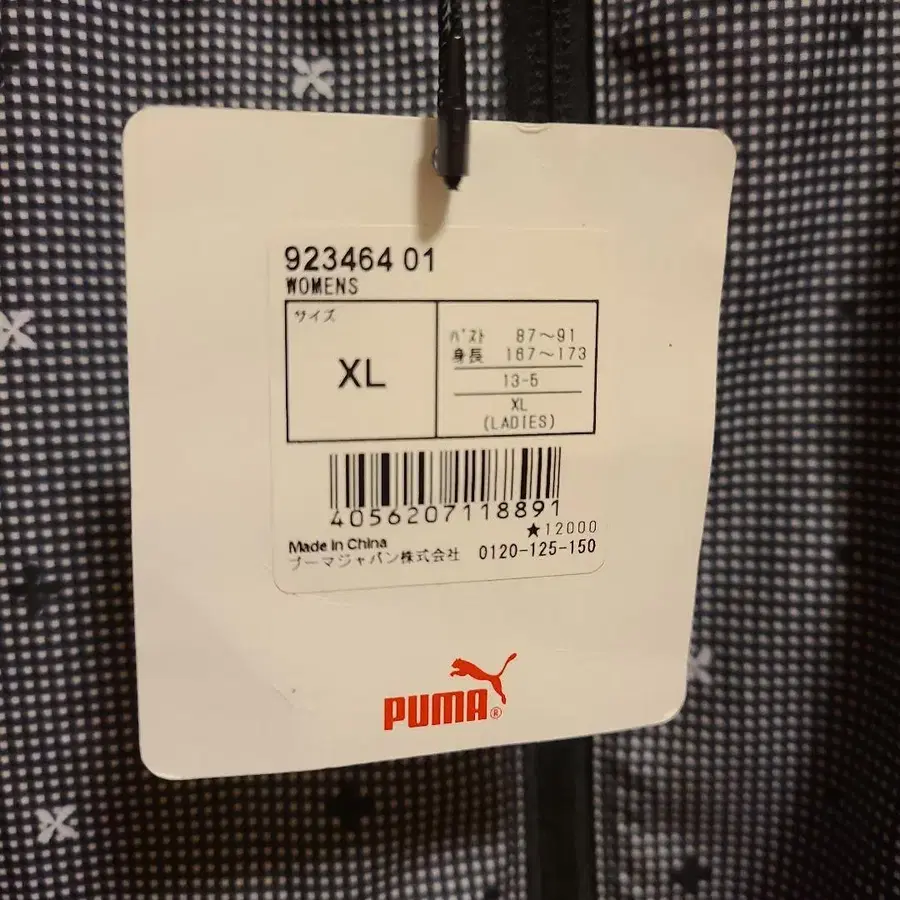 923464 01
WOMENS
サイズ
XL
バスト 87〜91
身長 167〜173
13-5
XL
(LADIES)
4056207118891
★12000
Made in China
プーマジャパン株式会社 0120-125-150
PUMA®